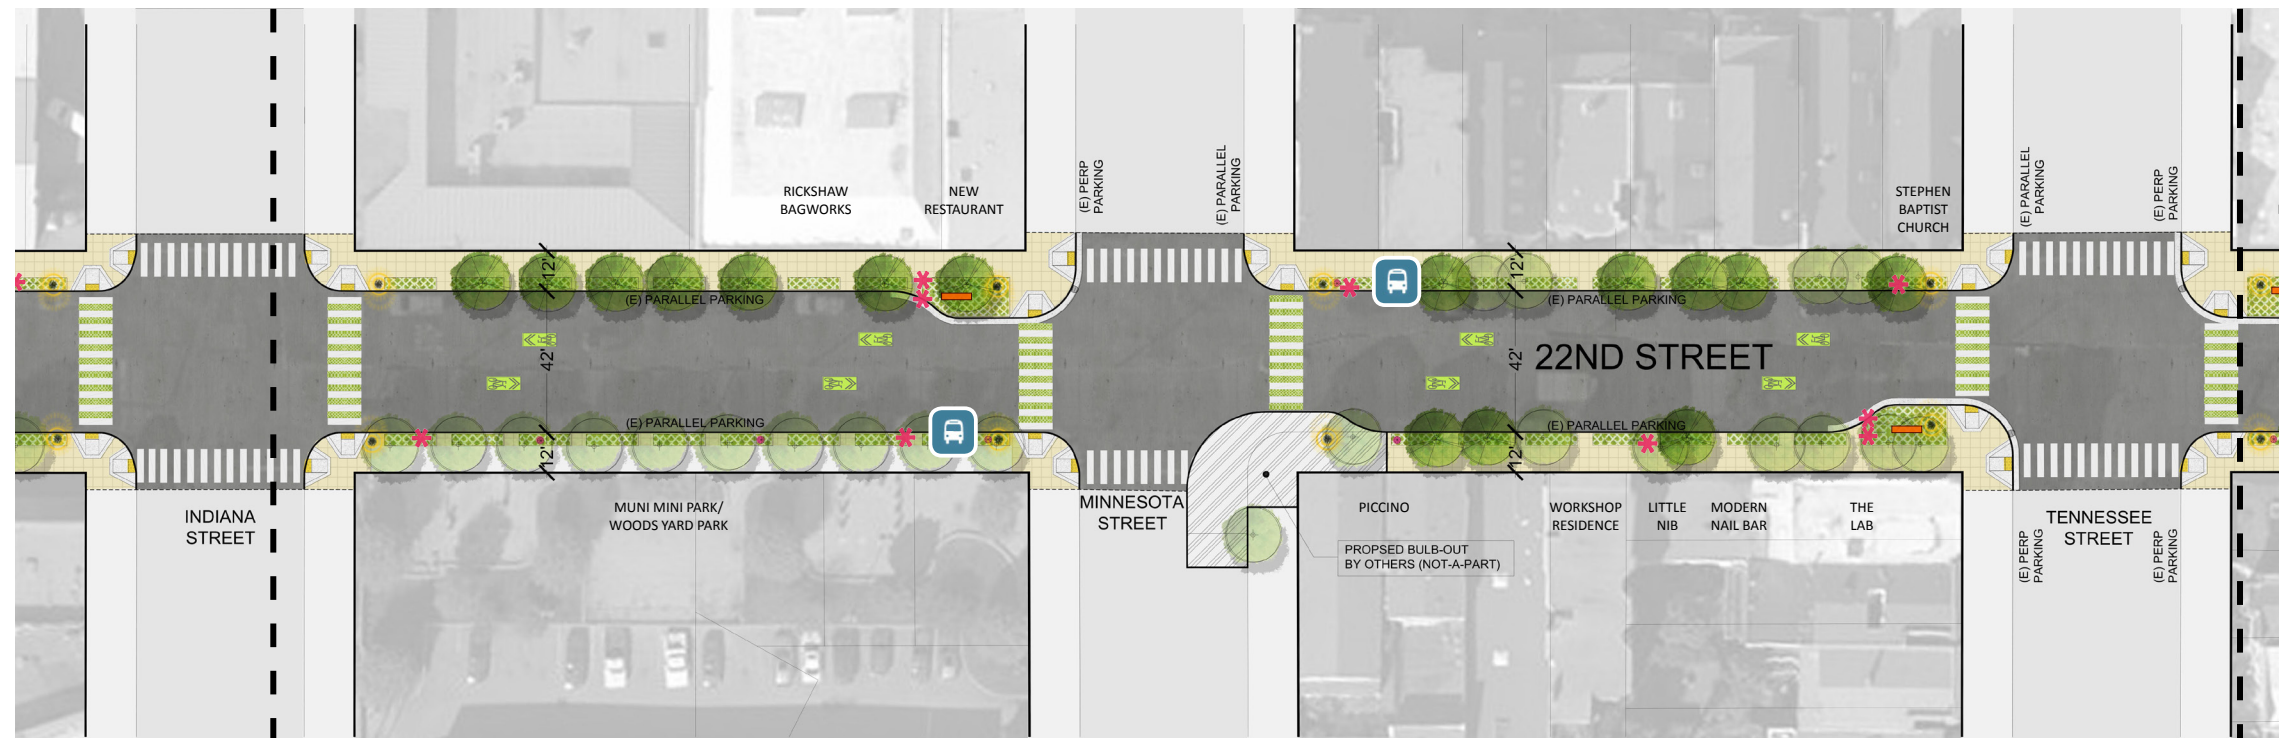 RICKSHAW
BAGWORKS
NEW
RESTAURANT
(E) PERP
PARKING
(E) PARALLEL
PARKING
STEPHEN
BAPTIST
CHURCH
(E) PARALLEL
PARKING
(E) PERP
PARKING
12'
(E) PARALLEL PARKING
12'
(E) PARALLEL PARKING
42'
42'
22ND STREET
(E) PARALLEL PARKING
(E) PARALLEL PARKING
12'
12'
INDIANA
STREET
MUNI MINI PARK/
WOODS YARD PARK
MINNESOTA
STREET
PICCINO
WORKSHOP
RESIDENCE
LITTLE
NIB
MODERN
NAIL BAR
THE
LAB
TENNESSEE
STREET
PROPSED BULB-OUT
BY OTHERS (NOT-A-PART)
(E) PERP
PARKING
(E) PERP
PARKING